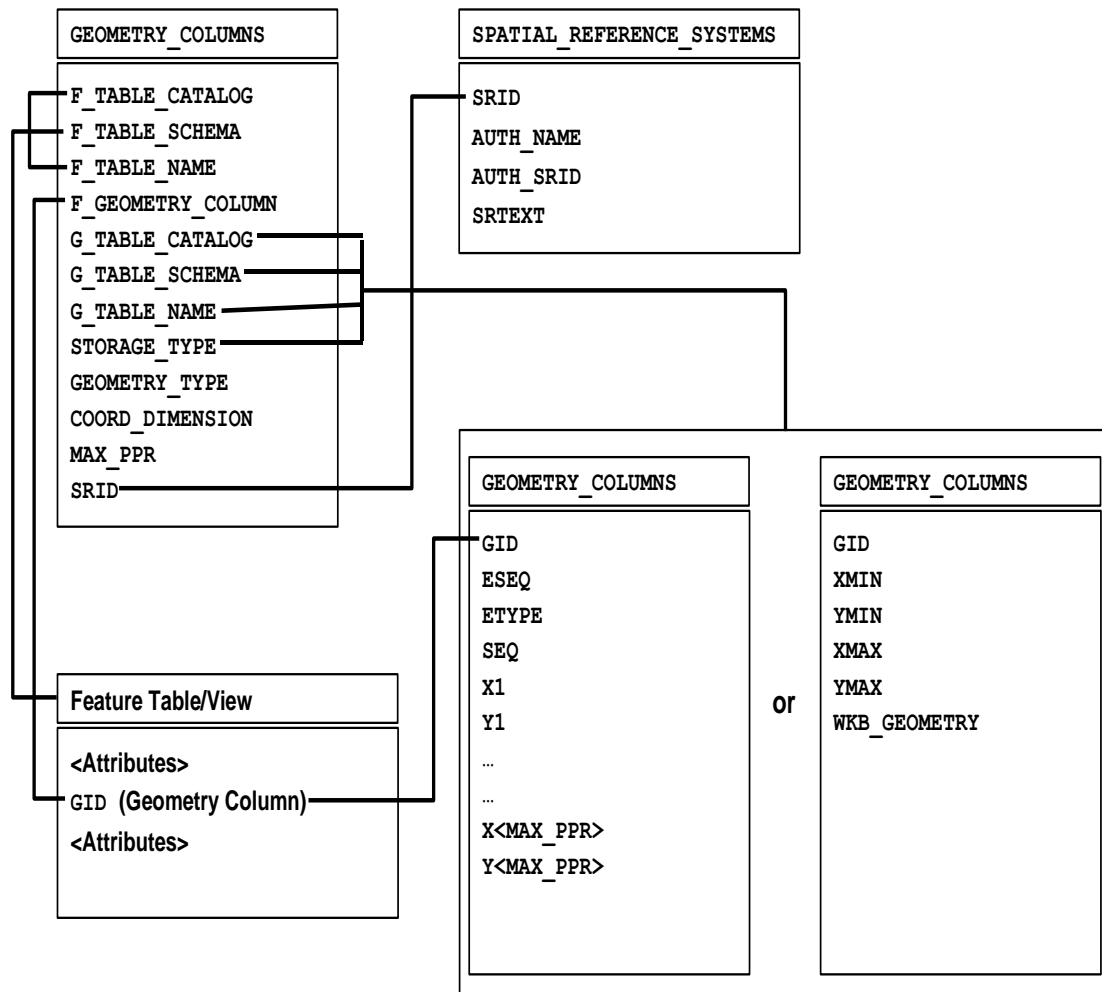 GEOMETRY_COLUMNS
F_TABLE_CATALOG
F_TABLE_SCHEMA
F_TABLE_NAME
F_GEOMETRY_COLUMN
G_TABLE_CATALOG
G_TABLE_SCHEMA
G_TABLE_NAME
STORAGE_TYPE
GEOMETRY_TYPE
COORD_DIMENSION
MAX_PPR
SRID
SPATIAL_REFERENCE_SYSTEMS
SRID
AUTH_NAME
AUTH_SRID
SRTEXT
Feature Table/View
<Attributes>
GID (Geometry Column)
<Attributes>
GEOMETRY_COLUMNS
GID
ESEQ
ETYPE
SEQ
X1
Y1
…
…
X<MAX_PPR>
Y<MAX_PPR>
or
GEOMETRY_COLUMNS
GID
XMIN
YMIN
XMAX
YMAX
WKB_GEOMETRY